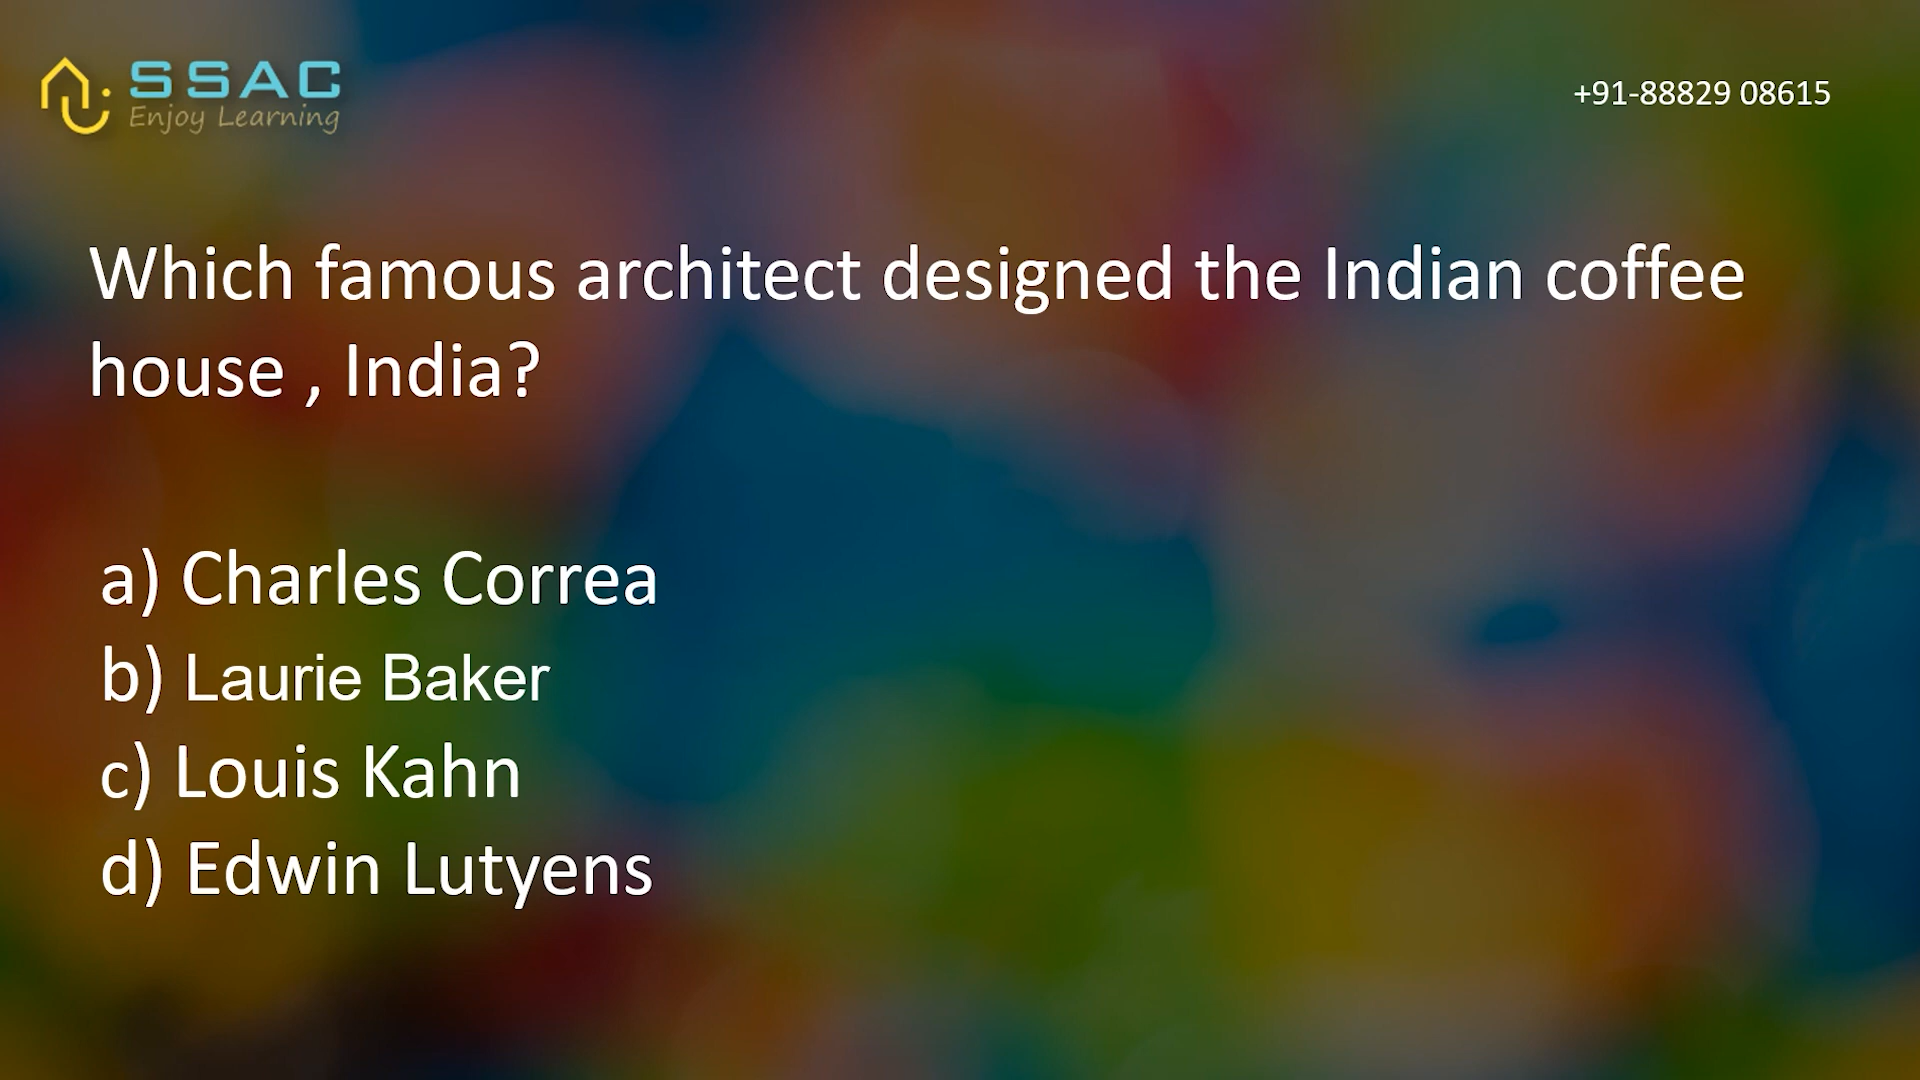 SSAC
Enjoy Learning
+91-88829 08615
Which famous architect designed the Indian coffee
house , India?
a) Charles Correa
b) Laurie Baker
c) Louis Kahn
d) Edwin Lutyens